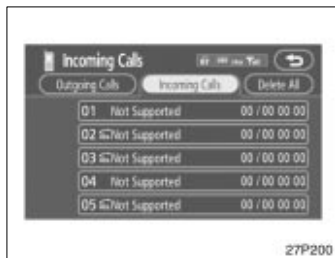 Incoming Calls
Outgoing Calls Incoming Calls Delete All
01 Not Supported 00 / 00 00 00
02 Not Supported 00 / 00 00 00
03 Not Supported 00 / 00 00 00
04 Not Supported 00 / 00 00 00
05 Not Supported 00 / 00 00 00
27P200